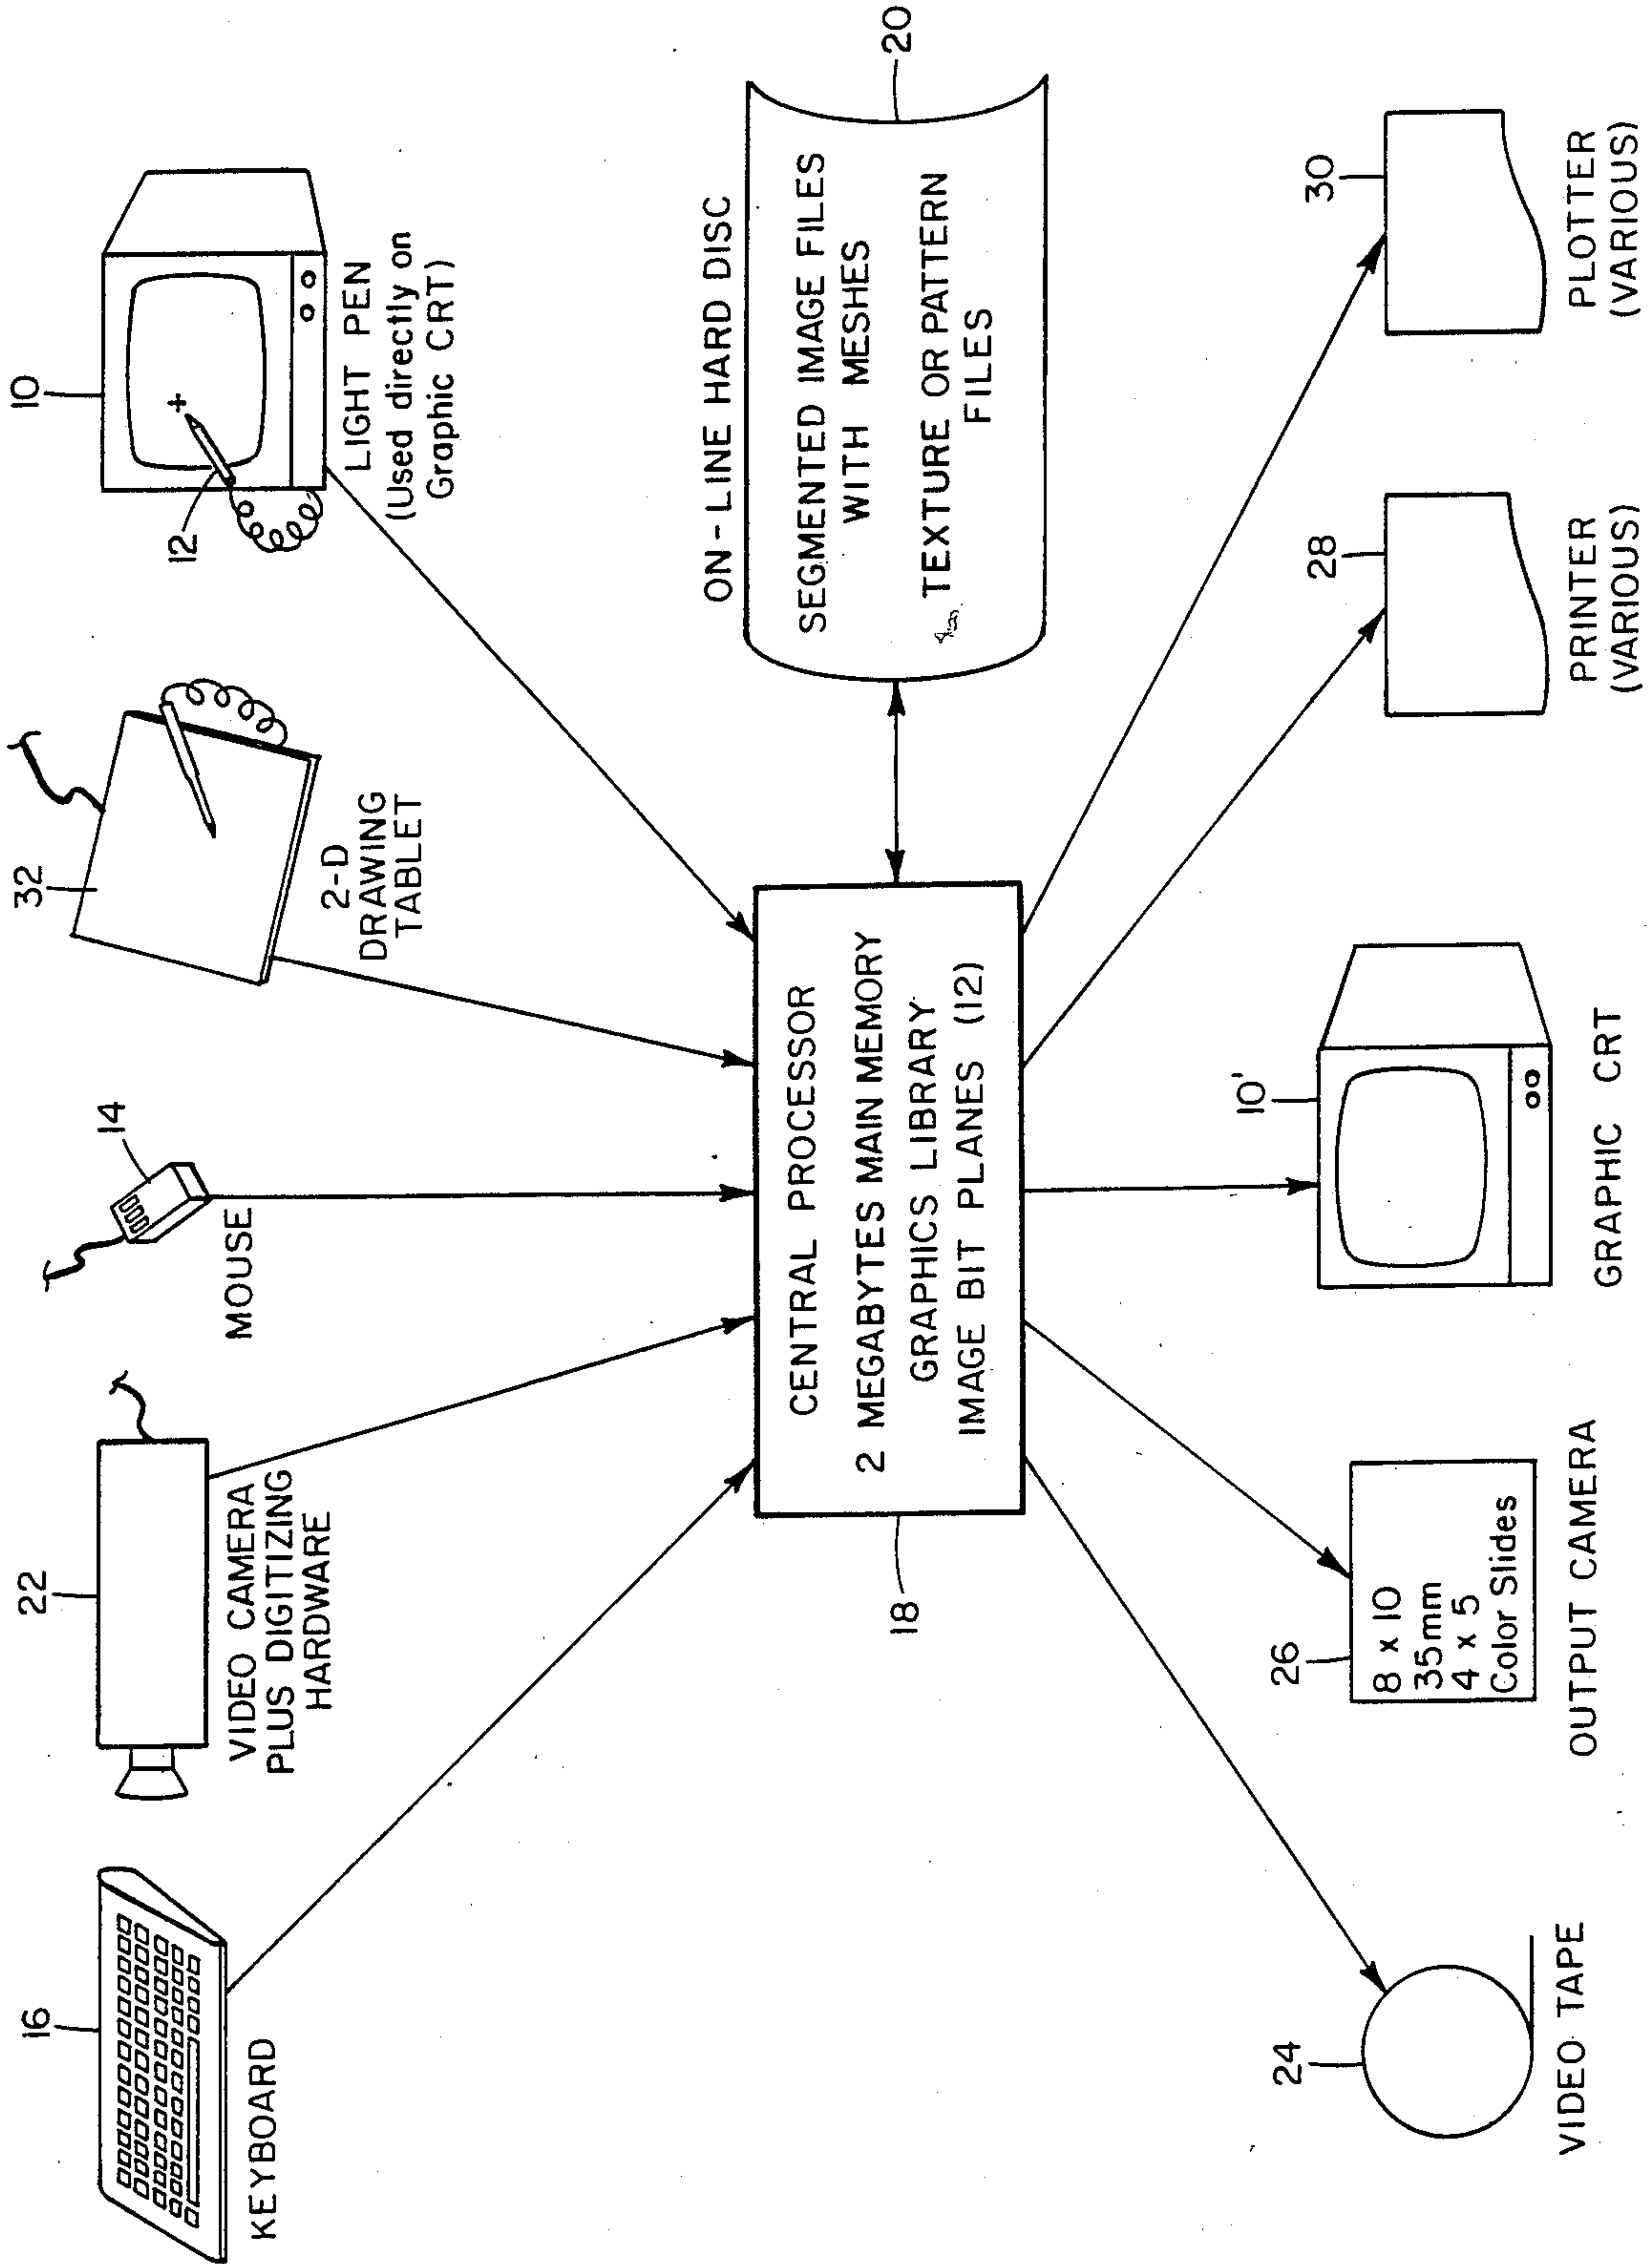 16
KEYBOARD
22
VIDEO CAMERA
PLUS DIGITIZING
HARDWARE
14
MOUSE
32
2-D
DRAWING
TABLET
10
12
LIGHT PEN
(Used directly on
Graphic CRT)
CENTRAL PROCESSOR
2 MEGABYTES MAIN MEMORY
GRAPHICS LIBRARY
IMAGE BIT PLANES (12)
18
ON-LINE HARD DISC
SEGMENTED IMAGE FILES
WITH MESHES
TEXTURE OR PATTERN
FILES
20
24
VIDEO TAPE
26
8 x 10
35mm
4 x 5
Color Slides
OUTPUT CAMERA
10'
GRAPHIC CRT
28
PRINTER
(VARIOUS)
30
PLOTTER
(VARIOUS)